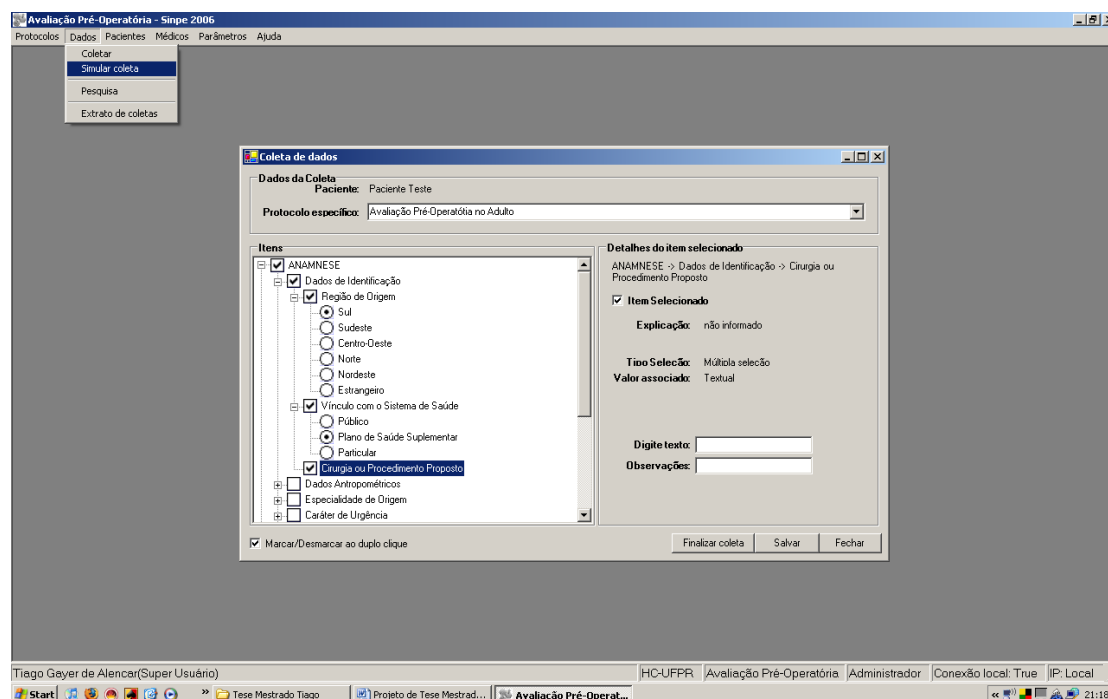 Avaliação Pré-Operatória - Sinpe 2006
Protocolos Dados Pacientes Médicos Parâmetros Ajuda
Coletar
Simular coleta
Pesquisa
Extrato de coletas
Coleta de dados
Dados da Coleta
Paciente: Paciente Teste
Protocolo específico: Avaliação Pré-Operatótia no Adulto
Itens
ANAMNESE
Dados de Identificação
Região de Origem
Sul
Sudeste
Centro-Oeste
Norte
Nordeste
Estrangeiro
Vínculo com o Sistema de Saúde
Público
Plano de Saúde Suplementar
Particular
Cirurgia ou Procedimento Proposto
Dados Antropométricos
Especialidade de Origem
Caráter de Urgência
Marcar/Desmarcar ao duplo clique
Detalhes do item selecionado
ANAMNESE -> Dados de Identificação -> Cirurgia ou
Procedimento Proposto
Item Selecionado
Explicação: não informado
Tipo Seleção: Múltipla seleção
Valor associado: Textual
Digite texto:
Observações:
Finalizar coleta Salvar Fechar
Tiago Gayer de Alencar(Super Usuário) HC-UFPR Avaliação Pré-Operatória Administrador Conexão local: True IP: Local
Start » Tese Mestrado Tiago Projeto de Tese Mestrad... Avaliação Pré-Operat... « 21:18